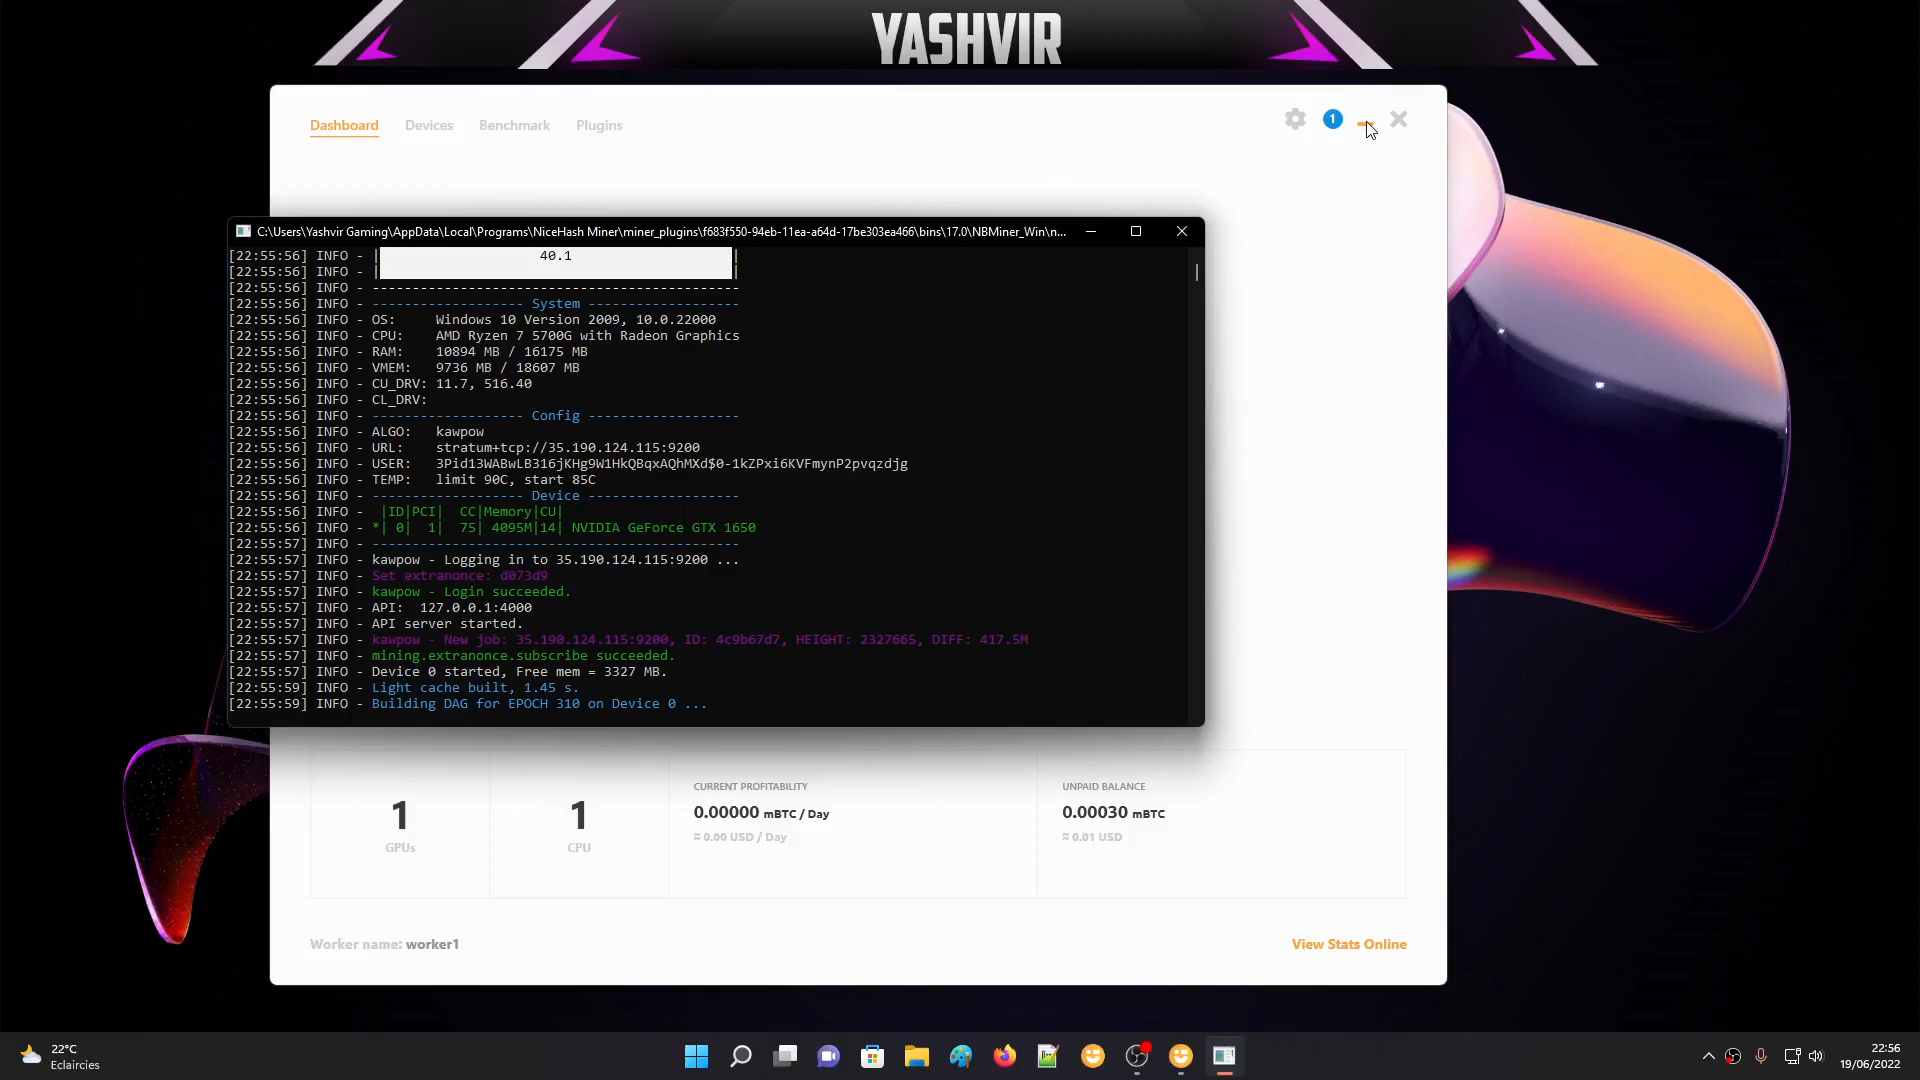 YASHVIR
Dashboard Devices Benchmark Plugins 1
C:\Users\Yashvir Gaming\AppData\Local\Programs\NiceHash Miner\miner_plugins\f683f550-94eb-11ea-a64d-17be303ea466\bins\17.0\NBMiner_Win\n...
[22:55:56] INFO - | 40.1 |
[22:55:56] INFO - | |
[22:55:56] INFO - ----------------------------------------------
[22:55:56] INFO - ------------------- System -------------------
[22:55:56] INFO - OS: Windows 10 Version 2009, 10.0.22000
[22:55:56] INFO - CPU: AMD Ryzen 7 5700G with Radeon Graphics
[22:55:56] INFO - RAM: 10894 MB / 16175 MB
[22:55:56] INFO - VMEM: 9736 MB / 18607 MB
[22:55:56] INFO - CU_DRV: 11.7, 516.40
[22:55:56] INFO - CL_DRV:
[22:55:56] INFO - ------------------- Config -------------------
[22:55:56] INFO - ALGO: kawpow
[22:55:56] INFO - URL: stratum+tcp://35.190.124.115:9200
[22:55:56] INFO - USER: 3Pid13WABwLB316jKHg9W1HkQBqxAQhMXd$0-1kZPxi6KVFmynP2pvqzdjg
[22:55:56] INFO - TEMP: limit 90C, start 85C
[22:55:56] INFO - ------------------- Device -------------------
[22:55:56] INFO - |ID|PCI| CC|Memory|CU|
[22:55:56] INFO - *| 0| 1| 75| 4095M|14| NVIDIA GeForce GTX 1650
[22:55:57] INFO - ----------------------------------------------
[22:55:57] INFO - kawpow - Logging in to 35.190.124.115:9200 ...
[22:55:57] INFO - Set extranonce: d073d9
[22:55:57] INFO - kawpow - Login succeeded.
[22:55:57] INFO - API: 127.0.0.1:4000
[22:55:57] INFO - API server started.
[22:55:57] INFO - kawpow - New job: 35.190.124.115:9200, ID: 4c9b67d7, HEIGHT: 2327665, DIFF: 417.5M
[22:55:57] INFO - mining.extranonce.subscribe succeeded.
[22:55:57] INFO - Device 0 started, Free mem = 3327 MB.
[22:55:59] INFO - Light cache built, 1.45 s.
[22:55:59] INFO - Building DAG for EPOCH 310 on Device 0 ...
1
GPUs
1
CPU
CURRENT PROFITABILITY
0.00000 mBTC / Day
≈ 0.00 USD / Day
UNPAID BALANCE
0.00030 mBTC
≈ 0.01 USD
Worker name: worker1
View Stats Online
22°C
Eclaircies
22:56
19/06/2022